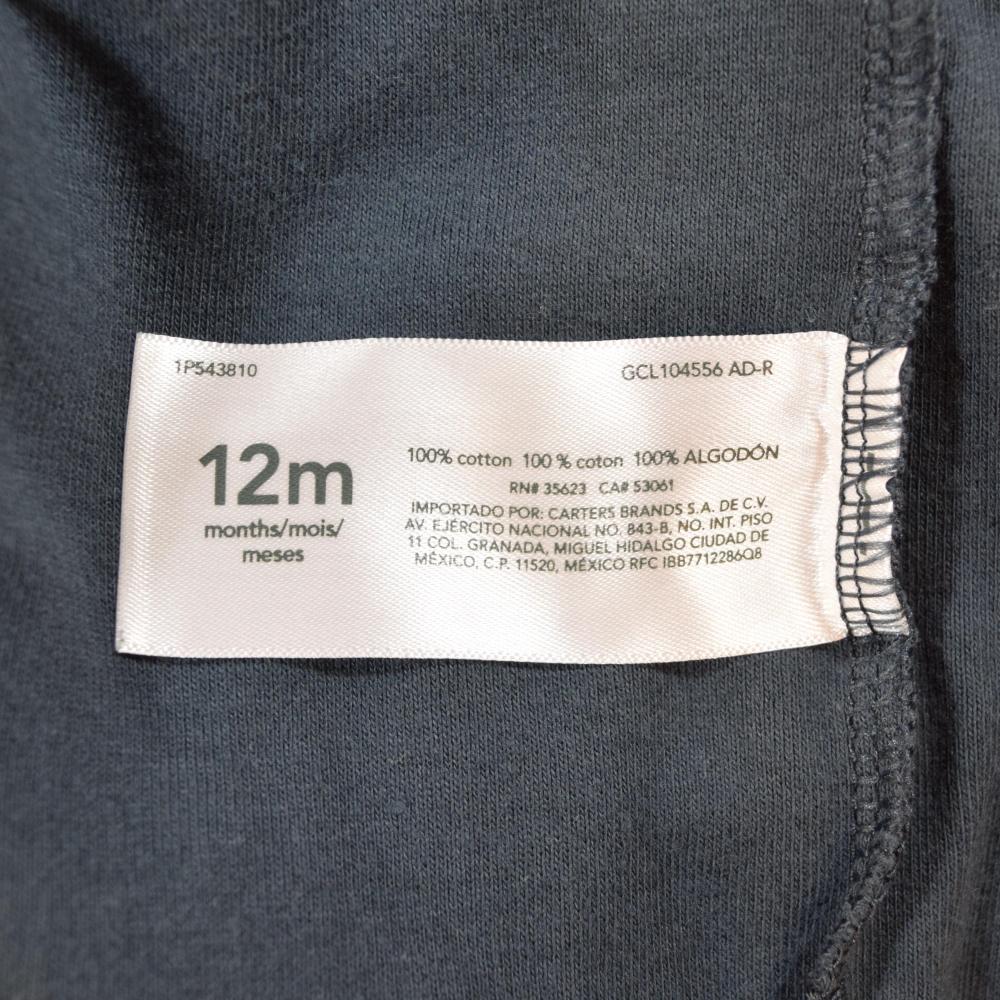 1P543810
GCL104556 AD-R
12m
months/mois/
meses
100% cotton 100 % coton 100% ALGODÓN
RN# 35623 CA# 53061
IMPORTADO POR: CARTERS BRANDS S.A. DE C.V.
AV. EJÉRCITO NACIONAL NO. 843-B, NO. INT. PISO
11 COL. GRANADA, MIGUEL HIDALGO CIUDAD DE
MÉXICO, C.P. 11520, MÉXICO RFC IBB7712286Q8